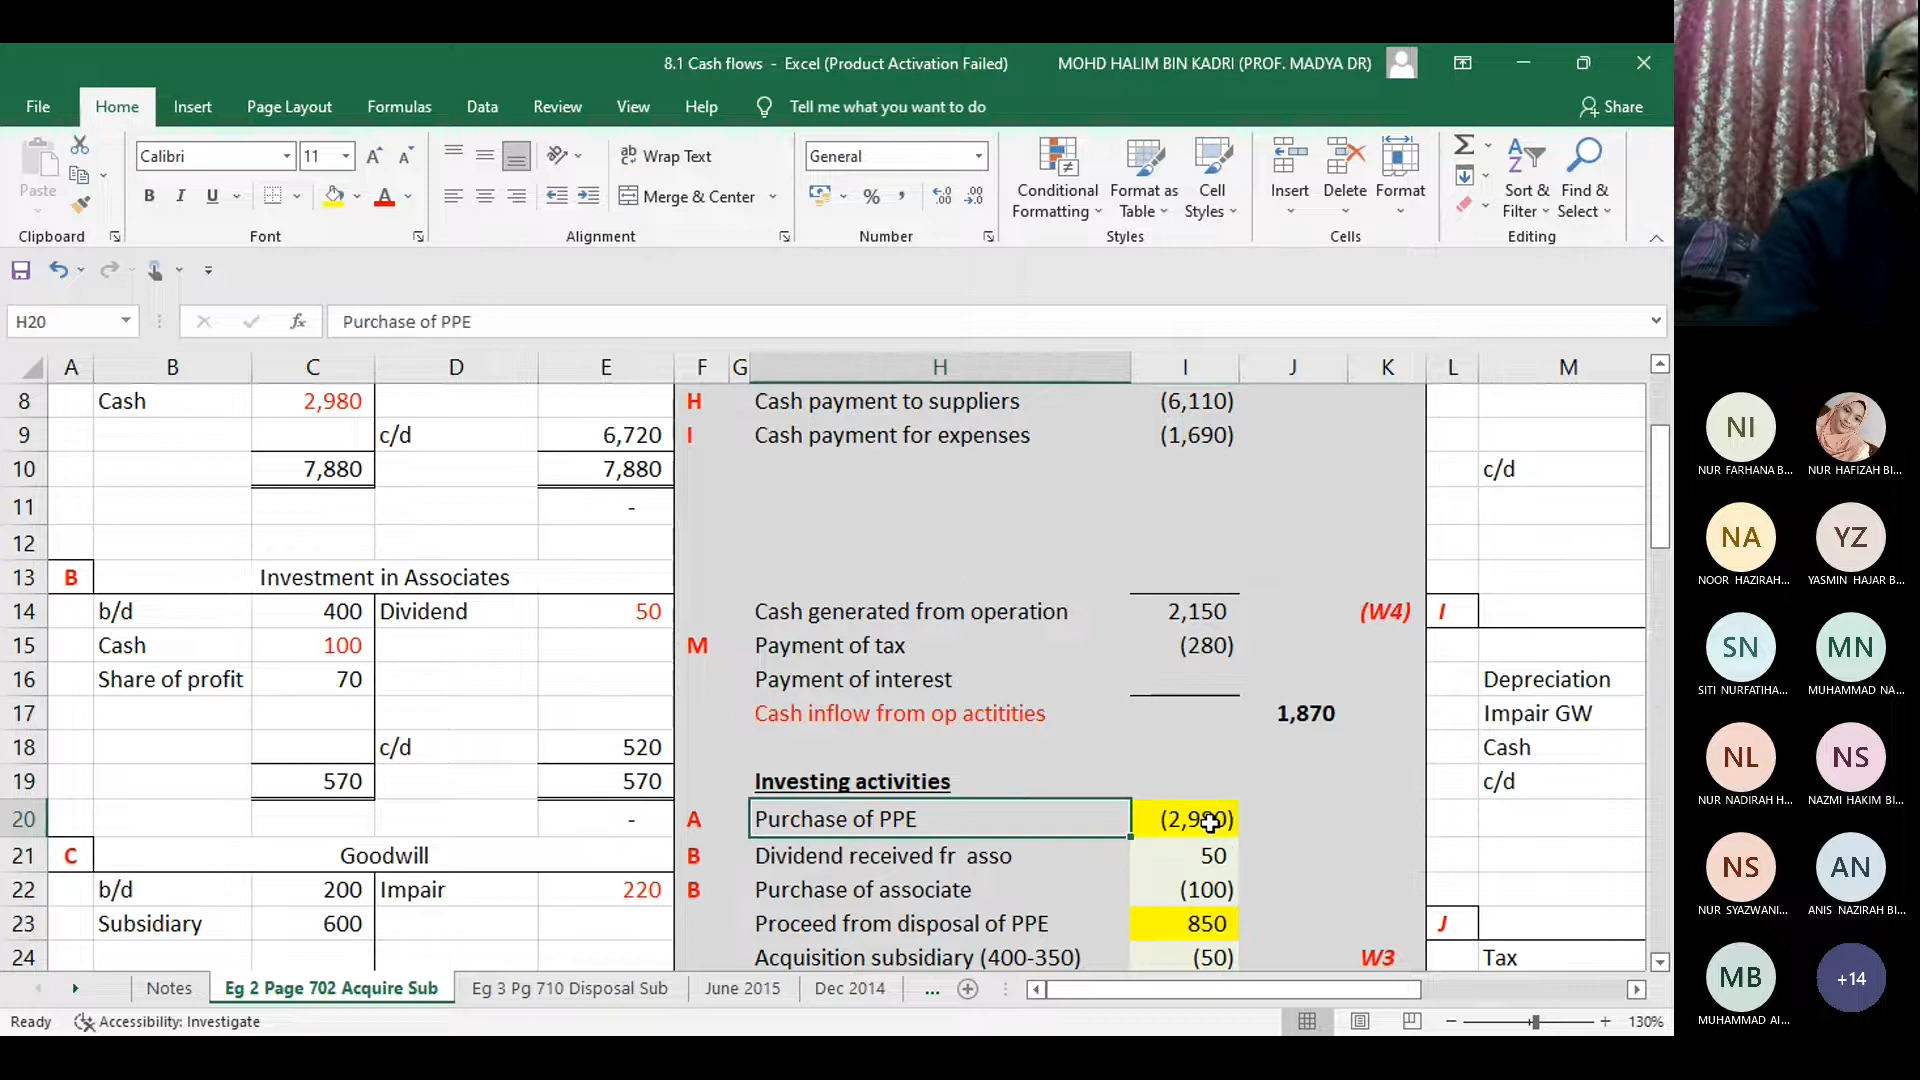 8.1 Cash flows - Excel (Product Activation Failed)
MOHD HALIM BIN KADRI (PROF. MADYA DR)
File Home Insert Page Layout Formulas Data Review View Help Tell me what you want to do Share
Paste
Clipboard
Calibri 11
B I U
Font
Wrap Text
Merge & Center
Alignment
General
%
Number
Conditional Formatting
Format as Table
Cell Styles
Styles
Insert Delete Format
Cells
Sort & Filter
Find & Select
Editing
H20 fx Purchase of PPE
A B C D E F G H I J K L M
8 Cash 2,980 H Cash payment to suppliers (6,110)
9 c/d 6,720 I Cash payment for expenses (1,690)
10 7,880 7,880 c/d
11 -
12
13 B Investment in Associates
14 b/d 400 Dividend 50 Cash generated from operation 2,150 (W4) I
15 Cash 100 M Payment of tax (280)
16 Share of profit 70 Payment of interest Depreciation
17 Cash inflow from op actitities 1,870 Impair GW
18 c/d 520 Cash
19 570 570 Investing activities c/d
20 - A Purchase of PPE
21 C Goodwill B Dividend received fr asso 50
22 b/d 200 Impair 220 B Purchase of associate (100)
23 Subsidiary 600 Proceed from disposal of PPE 850 J
24 Acquisition subsidiary (400-350) (50) W3 Tax
Notes Eg 2 Page 702 Acquire Sub Eg 3 Pg 710 Disposal Sub June 2015 Dec 2014 ...
Ready Accessibility: Investigate 130%
NI NUR FARHANA B...
NUR HAFIZAH BI...
NA NOOR HAZIRAH...
YZ YASMIN HAJAR B...
SN SITI NURFATIHA...
MN MUHAMMAD NA...
NL NUR NADIRAH H...
NS NAZMI HAKIM BI...
NS NUR SYAZWANI...
AN ANIS NAZIRAH BI...
MB MUHAMMAD AI...
+14